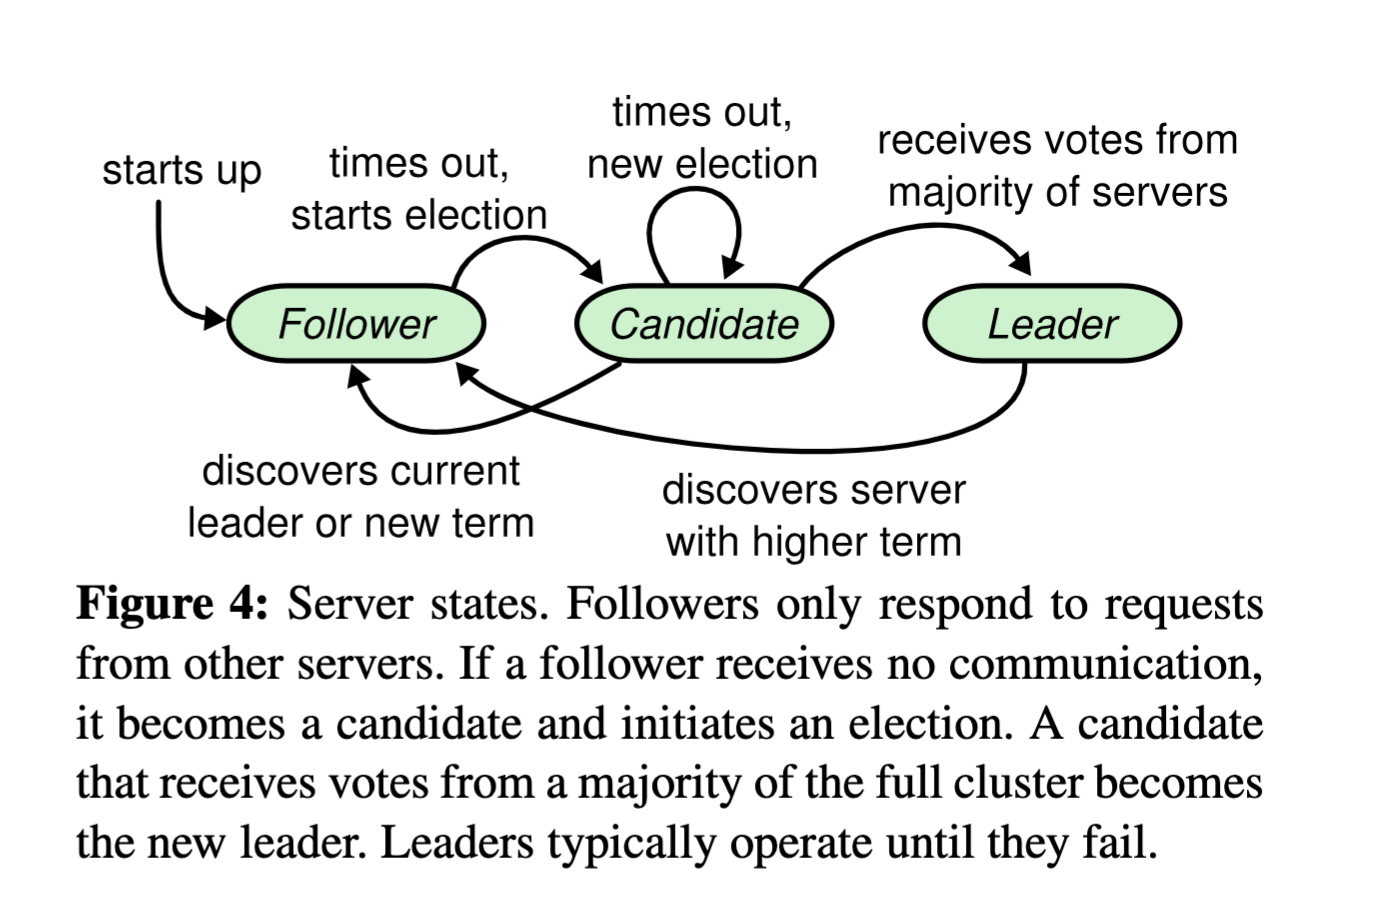 starts up
times out,
starts election
times out,
new election
receives votes from
majority of servers
Follower
Candidate
Leader
discovers current
leader or new term
discovers server
with higher term
Figure 4: Server states. Followers only respond to requests
from other servers. If a follower receives no communication,
it becomes a candidate and initiates an election. A candidate
that receives votes from a majority of the full cluster becomes
the new leader. Leaders typically operate until they fail.